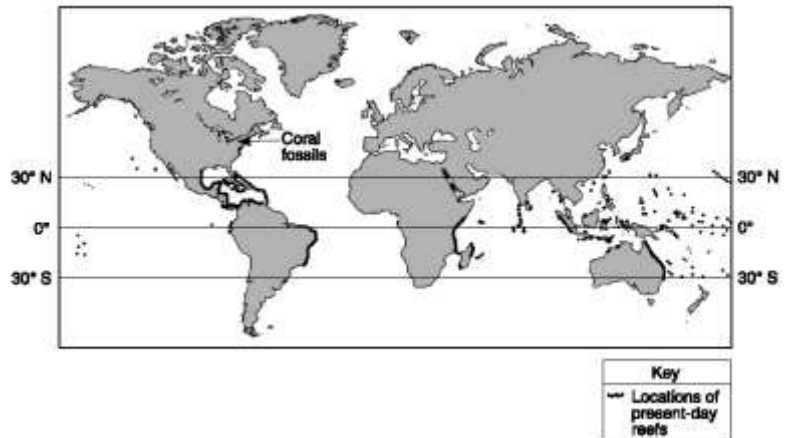 Coral
fossils
30° N 30° N
0° 0°
30° S 30° S
Key
Locations of
present-day
reefs